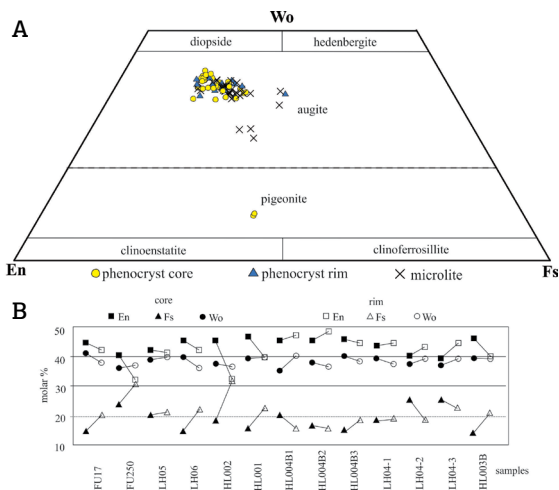 A
Wo
diopside hedenbergite
augite
pigeonite
clinoenstatite clinoferrosillite
En Fs
phenocryst core phenocryst rim microlite
B
core rim
En Fs Wo En Fs Wo
50
40
30
20
10
molar %
FU17 FU250 LH05 LH06 HL002 HL001 HL004B1 HL004B2 HL004B3 LH04-1 LH04-2 LH04-3 HL003B samples